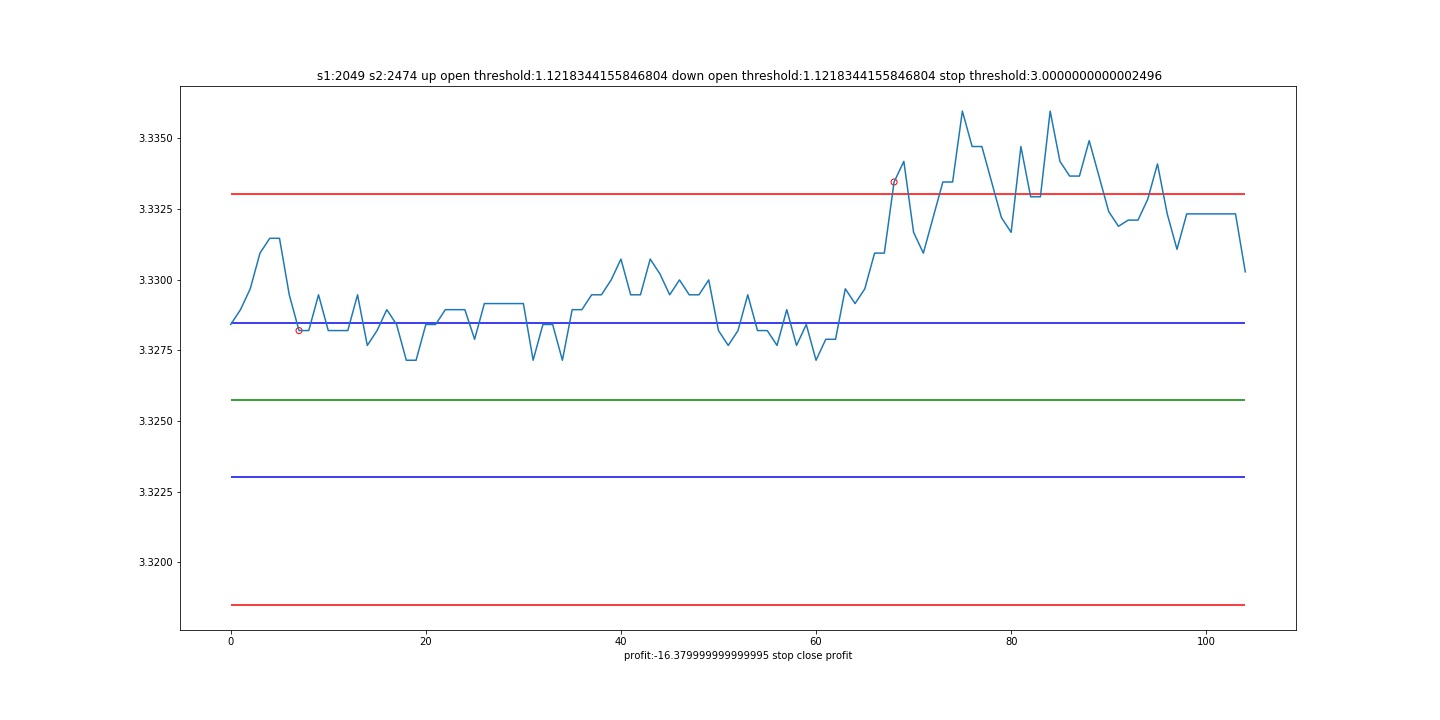 s1:2049 s2:2474 up open threshold:1.1218344155846804 down open threshold:1.1218344155846804 stop threshold:3.0000000000002496
3.3350
3.3325
3.3300
3.3275
3.3250
3.3225
3.3200
0 20 40 60 80 100
profit:-16.379999999999995 stop close profit